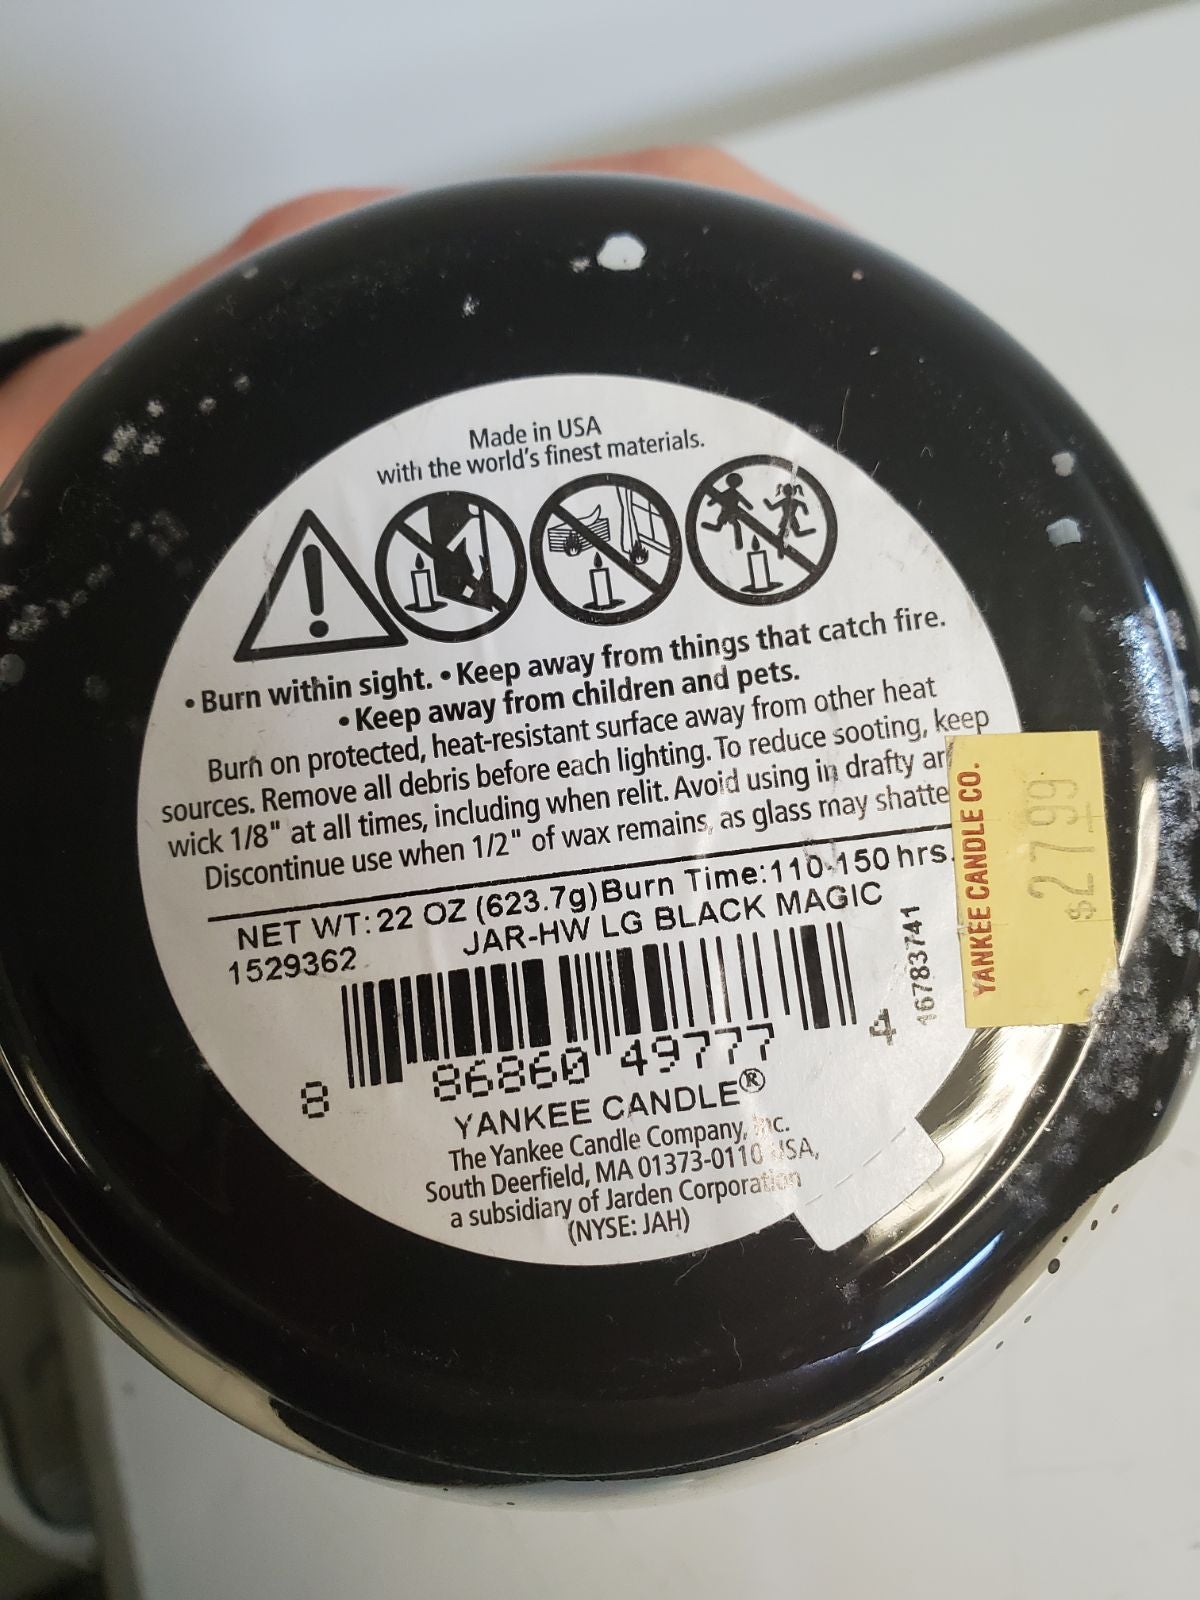 Made in USA
with the world's finest materials.
• Burn within sight. • Keep away from things that catch fire.
• Keep away from children and pets.
Burn on protected, heat-resistant surface away from other heat
sources. Remove all debris before each lighting. To reduce sooting, keep
wick 1/8" at all times, including when relit. Avoid using in drafty
Discontinue use when 1/2" of wax remains, as glass may
NET WT: 22 OZ (623.7g) Burn Time: 110-150 hrs.
1529362 JAR-HW LG BLACK MAGIC
8 86860 49777 4
16783741
YANKEE CANDLE®
The Yankee Candle Company, Inc.
South Deerfield, MA 01373-0110 USA,
a subsidiary of Jarden Corporation
(NYSE: JAH)
YANKEE CANDLE CO.
$2799